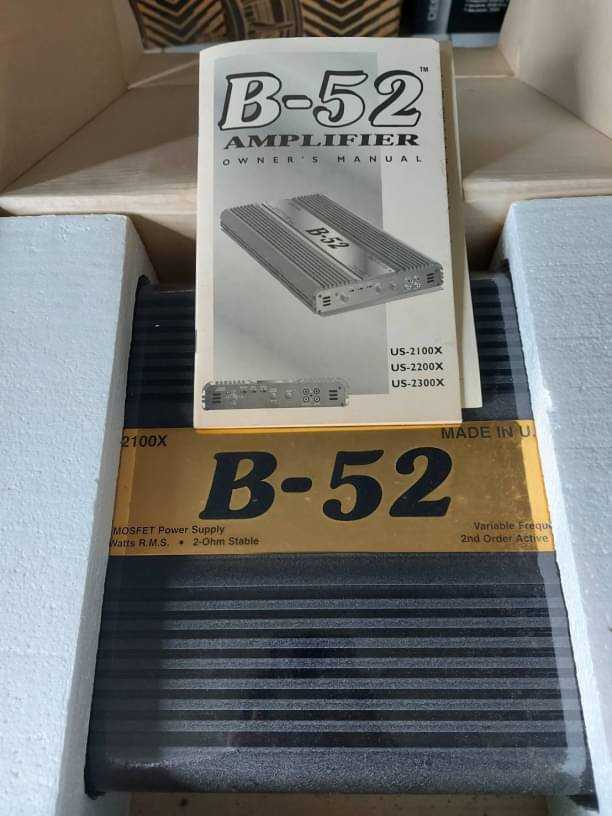 B-52™
AMPLIFIER
OWNER'S MANUAL
B-52
US-2100X
US-2200X
US-2300X
2100X
MADE IN U.
B-52
MOSFET Power Supply
Variable Frequ
Watts R.M.S. • 2-Ohm Stable
2nd Order Active